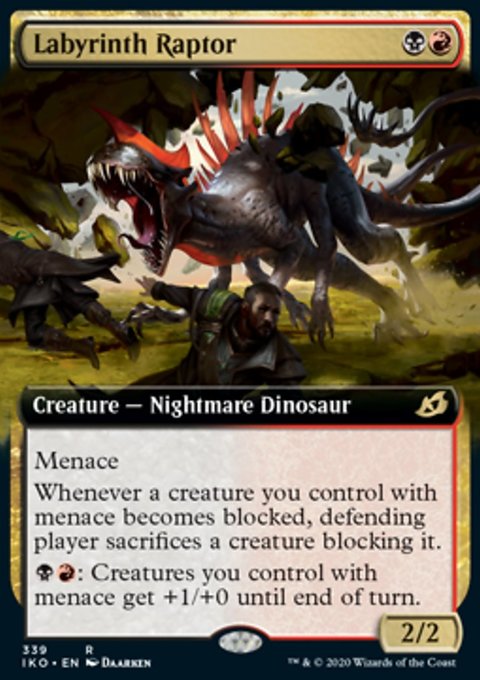 Labyrinth Raptor
Creature — Nightmare Dinosaur
Menace
Whenever a creature you control with
menace becomes blocked, defending
player sacrifices a creature blocking it.
: Creatures you control with
menace get +1/+0 until end of turn.
2/2
339 R
IKO • EN Daarken
™ & © 2020 Wizards of the Coast